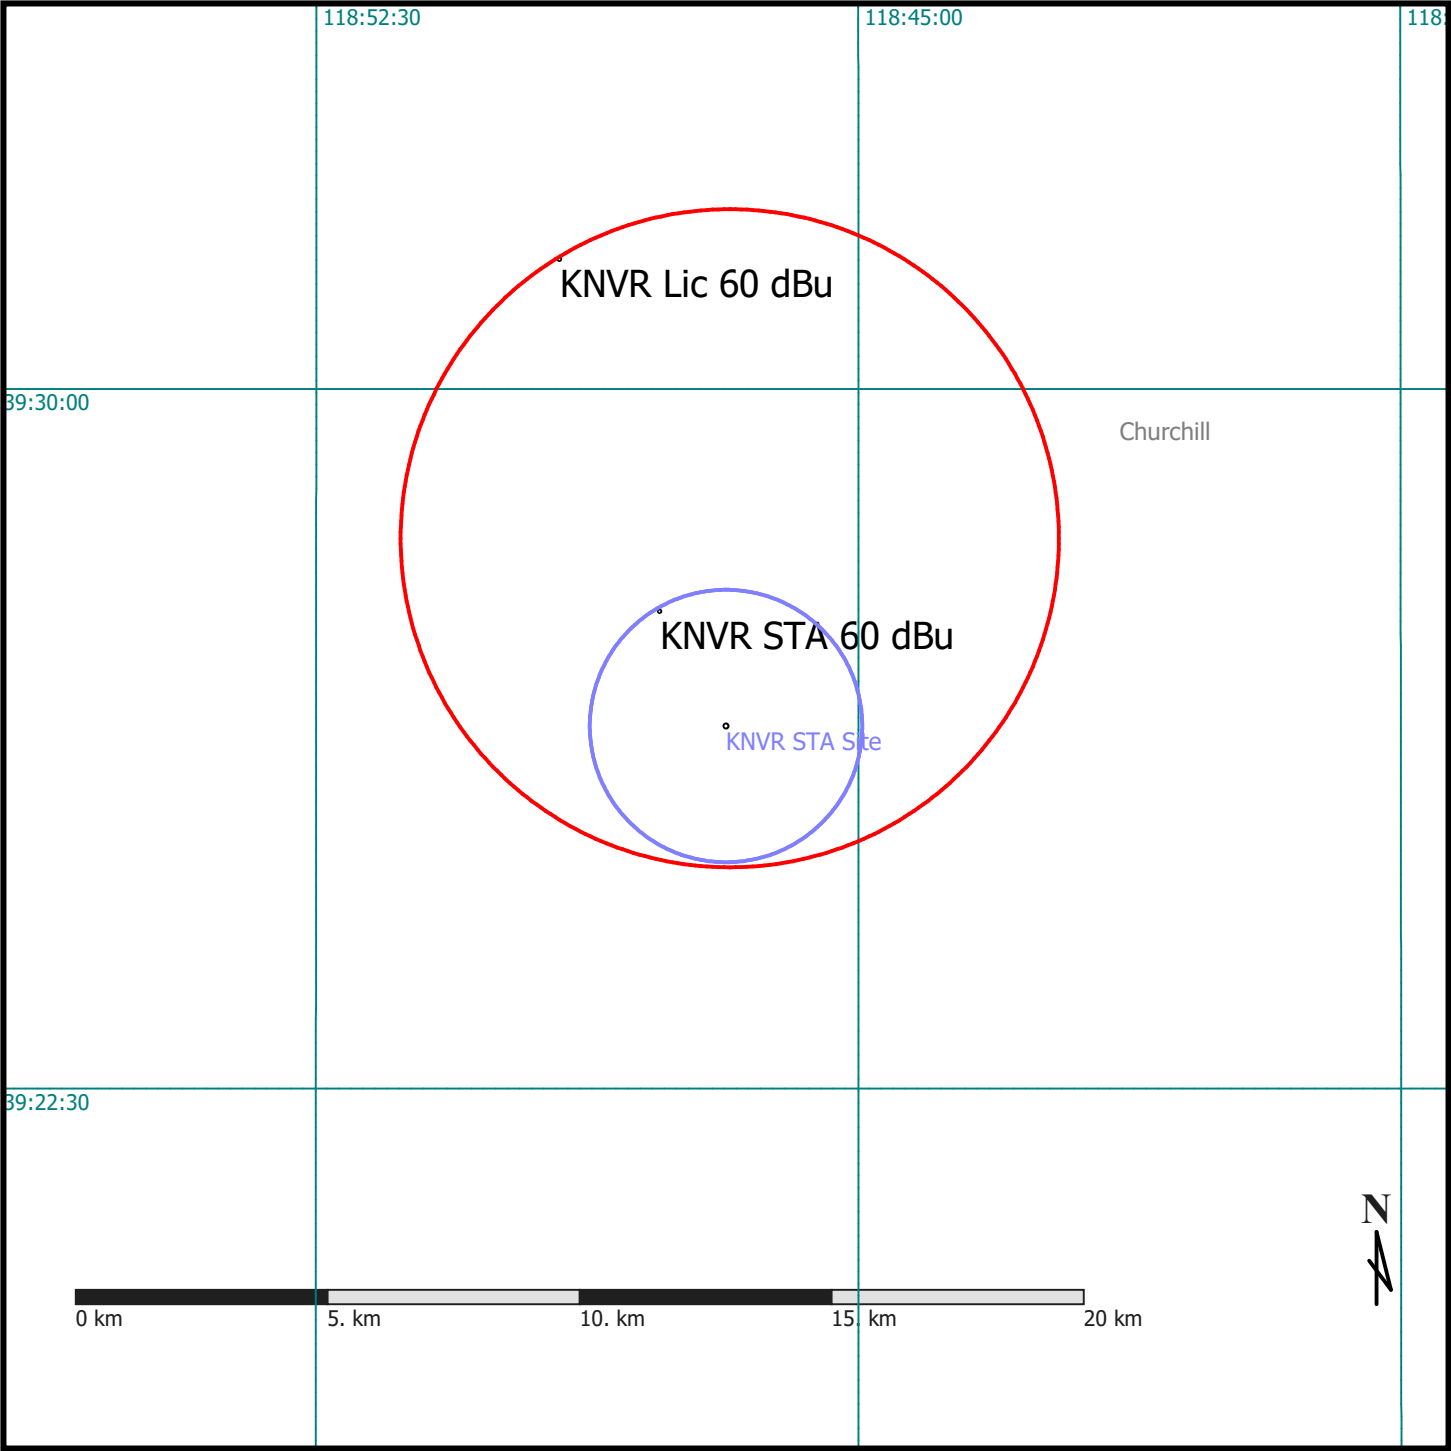 118:52:30
118:45:00
118:
KNVR Lic 60 dBu
39:30:00
Churchill
KNVR STA 60 dBu
KNVR STA Site
39:22:30
N
0 km
5. km
10. km
15. km
20 km